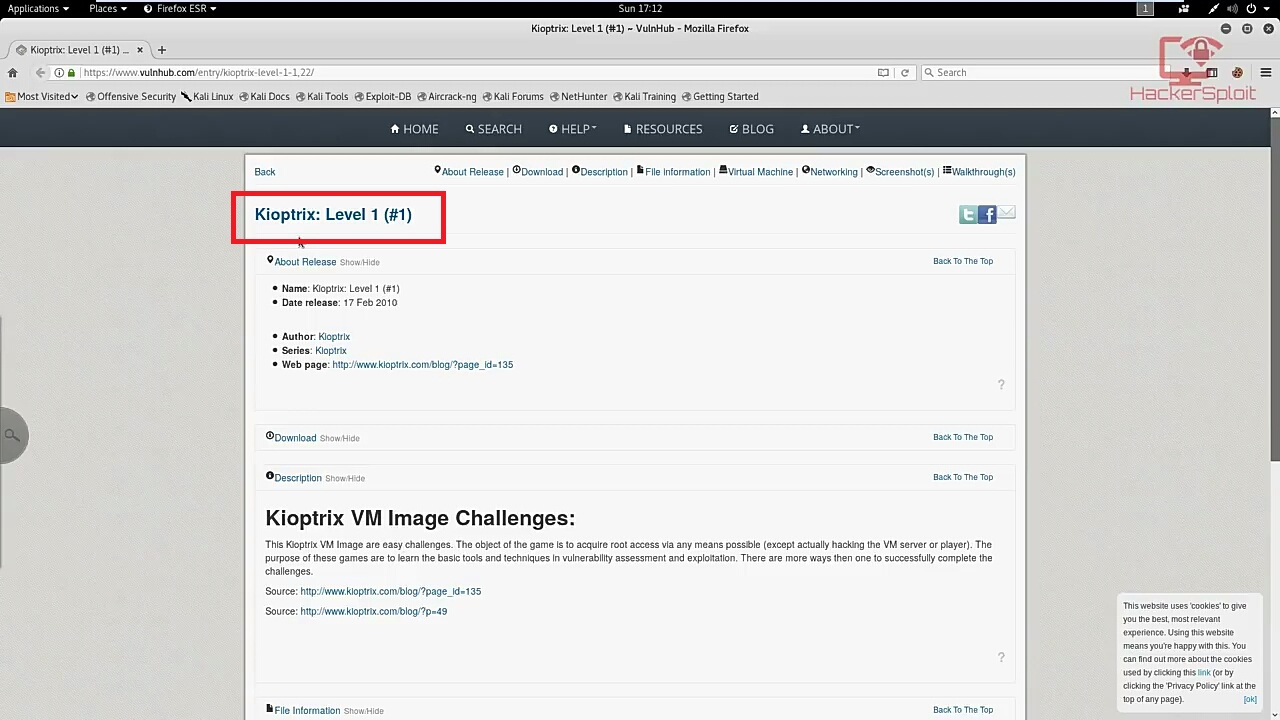 Applications Places Firefox ESR Sun 17:12 1
Kioptrix: Level 1 (#1) ~ VulnHub - Mozilla Firefox
Kioptrix: Level 1 (#1) ...
https://www.vulnhub.com/entry/kioptrix-level-1-1,22/ Search
Most Visited Offensive Security Kali Linux Kali Docs Kali Tools Exploit-DB Aircrack-ng Kali Forums NetHunter Kali Training Getting Started
HackerSploit
HOME SEARCH HELP RESOURCES BLOG ABOUT
Back About Release | Download | Description | File information | Virtual Machine | Networking | Screenshot(s) | Walkthrough(s)
Kioptrix: Level 1 (#1)
About Release Show/Hide Back To The Top
Name: Kioptrix: Level 1 (#1)
Date release: 17 Feb 2010
Author: Kioptrix
Series: Kioptrix
Web page: http://www.kioptrix.com/blog/?page_id=135
?
Download Show/Hide Back To The Top
Description Show/Hide Back To The Top
Kioptrix VM Image Challenges:
This Kioptrix VM Image are easy challenges. The object of the game is to acquire root access via any means possible (except actually hacking the VM server or player). The
purpose of these games are to learn the basic tools and techniques in vulnerability assessment and exploitation. There are more ways then one to successfully complete the
challenges.
Source: http://www.kioptrix.com/blog/?page_id=135
Source: http://www.kioptrix.com/blog/?p=49
?
File Information Show/Hide Back To The Top
This website uses 'cookies' to give
you the best, most relevant
experience. Using this website
means you're happy with this. You
can find out more about the cookies
used by clicking this link (or by
clicking the 'Privacy Policy' link at the
top of any page). [ok]